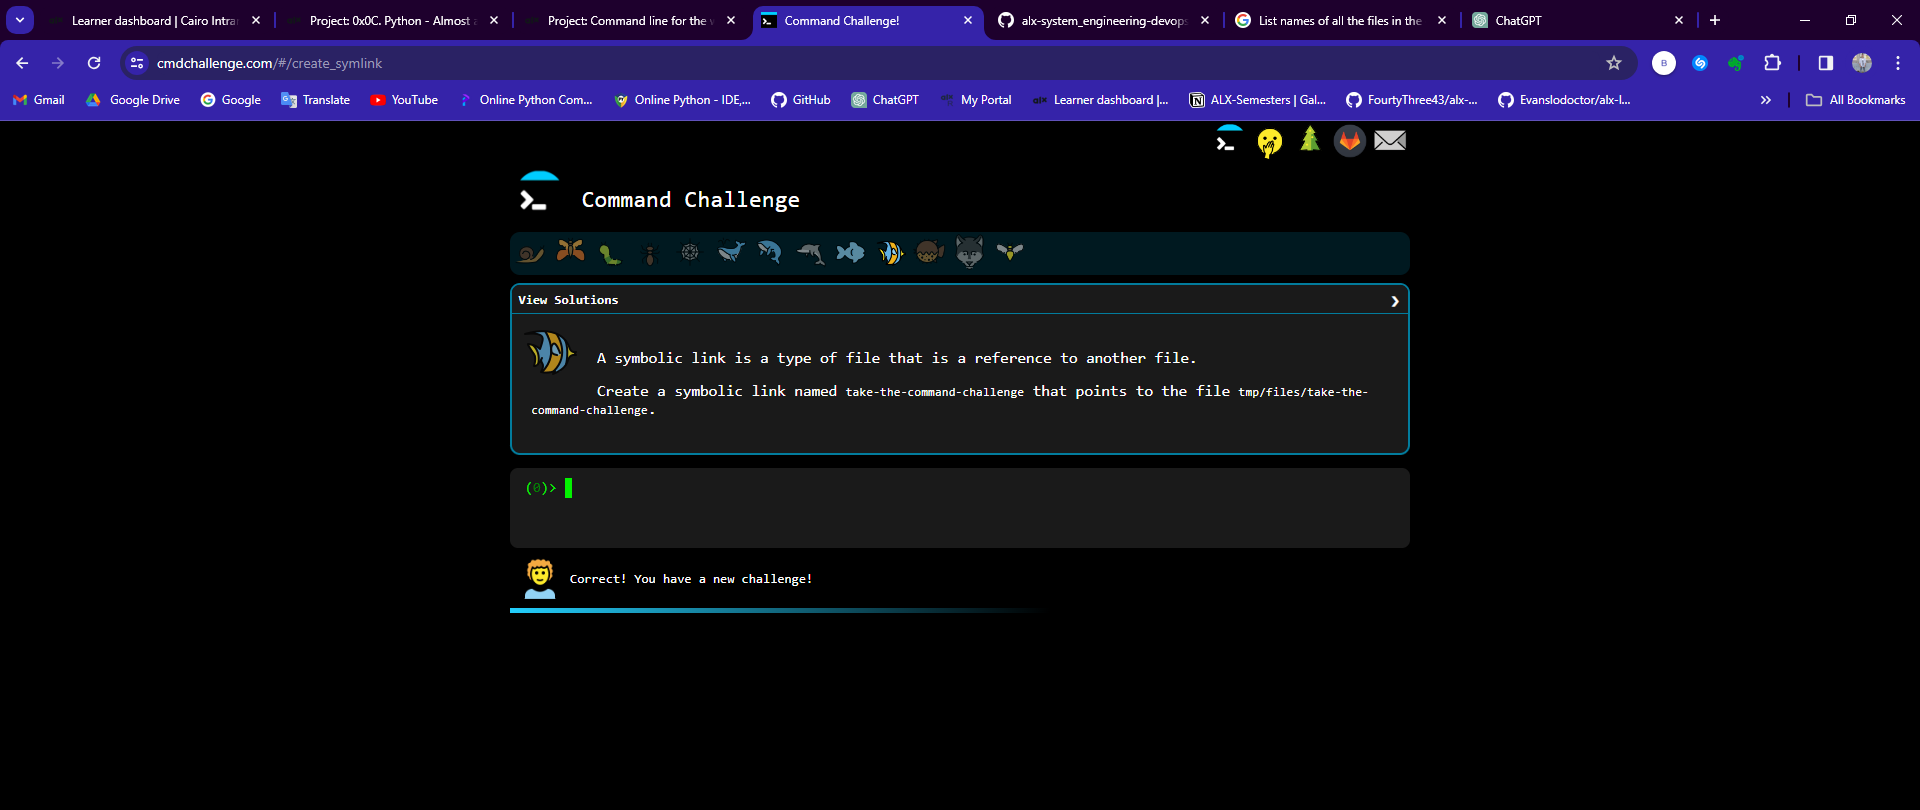 Learner dashboard | Cairo Intra
Project: 0x0C. Python - Almost a
Project: Command line for the w
Command Challenge!
alx-system_engineering-devops
List names of all the files in the
ChatGPT
cmdchallenge.com/#/create_symlink
B
Gmail
Google Drive
Google
Translate
YouTube
Online Python Com...
Online Python - IDE,...
GitHub
ChatGPT
My Portal
Learner dashboard |...
ALX-Semesters | Gal...
FourtyThree43/alx-...
Evanslodoctor/alx-l...
All Bookmarks
Command Challenge
View Solutions
A symbolic link is a type of file that is a reference to another file.
Create a symbolic link named take-the-command-challenge that points to the file tmp/files/take-the-
command-challenge.
(0)>
Correct! You have a new challenge!